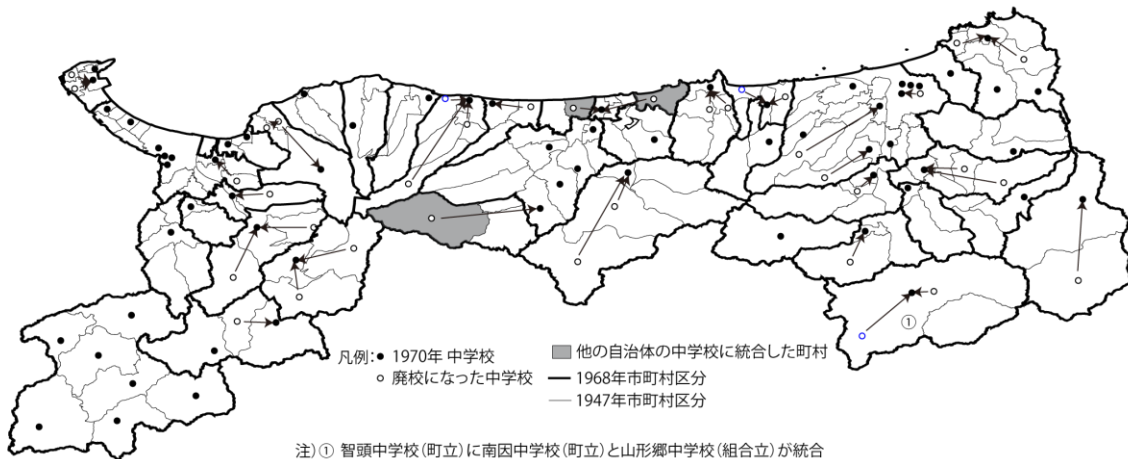 ①
凡例：● 1970年 中学校
○ 廃校になった中学校
他の自治体の中学校に統合した町村
1968年市町村区分
1947年市町村区分
注）① 智頭中学校（町立）に南因中学校（町立）と山形郷中学校（組合立）が統合